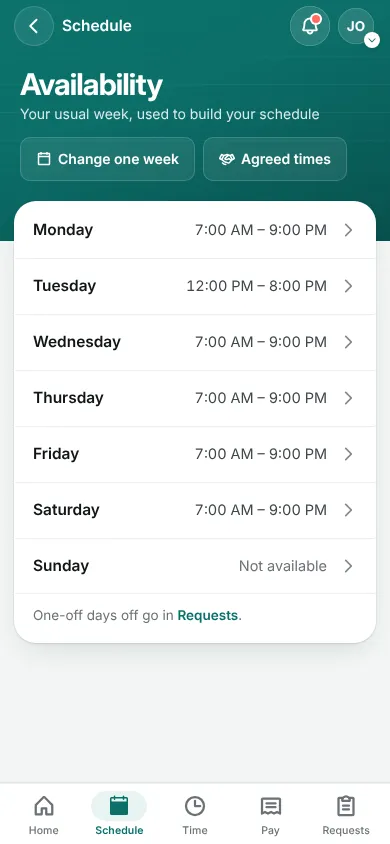 Schedule
JO
Availability
Your usual week, used to build your schedule
Change one week
Agreed times
Monday 7:00 AM – 9:00 PM
Tuesday 12:00 PM – 8:00 PM
Wednesday 7:00 AM – 9:00 PM
Thursday 7:00 AM – 9:00 PM
Friday 7:00 AM – 9:00 PM
Saturday 7:00 AM – 9:00 PM
Sunday Not available
One-off days off go in Requests.
Home Schedule Time Pay Requests